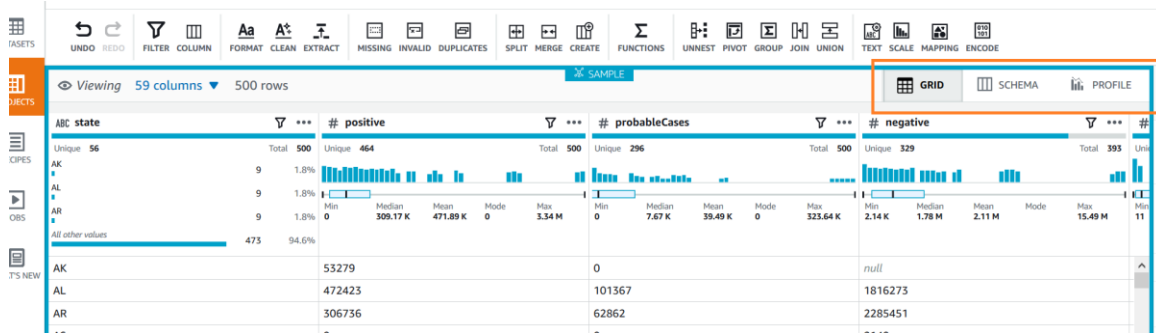 UNDO REDO FILTER COLUMN FORMAT CLEAN EXTRACT MISSING INVALID DUPLICATES SPLIT MERGE CREATE FUNCTIONS UNNEST PIVOT GROUP JOIN UNION TEXT SCALE MAPPING ENCODE
Viewing 59 columns ▼ 500 rows
SAMPLE
GRID SCHEMA PROFILE
ABC state
Unique 56 Total 500
AK 9 1.8%
AL 9 1.8%
AR 9 1.8%
All other values 473 94.6%
# positive
Unique 464 Total 500
Min Median Mean Mode Max
0 309.17 K 471.89 K 0 3.34 M
# probableCases
Unique 296 Total 500
Min Median Mean Mode Max
0 7.67 K 39.49 K 0 323.64 K
# negative
Unique 329 Total 393
Min Median Mean Mode Max
2.14 K 1.78 M 2.11 M 15.49 M
#
Min
11
AK 53279 0 null
AL 472423 101367 1816273
AR 306736 62862 2285451